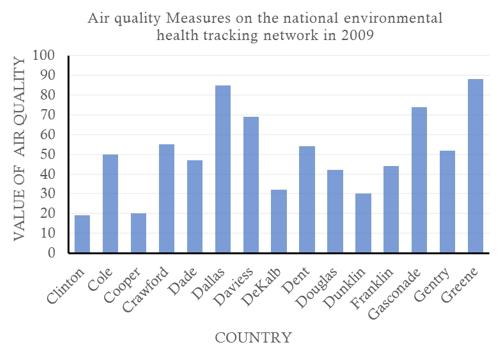 Air quality Measures on the national environmental
health tracking network in 2009
VALUE OF AIR QUALITY
100
90
80
70
60
50
40
30
20
10
0
Clinton
Cole
Cooper
Crawford
Dade
Dallas
Daviess
DeKalb
Dent
Douglas
Dunklin
Franklin
Gasconade
Gentry
Greene
COUNTRY